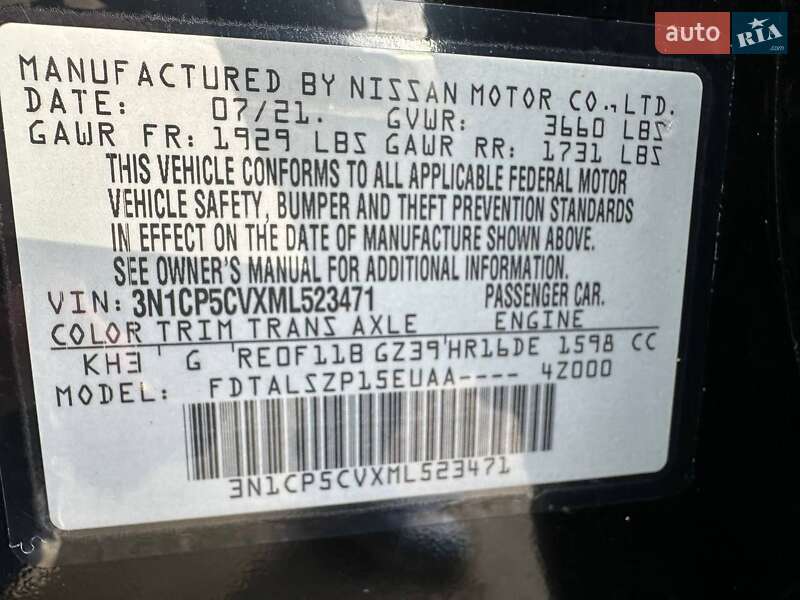 auto RIA .com
MANUFACTURED BY NISSAN MOTOR CO., LTD.
DATE: 07/21. GVWR: 3660 LBS
GAWR FR: 1929 LBS GAWR RR: 1731 LBS
THIS VEHICLE CONFORMS TO ALL APPLICABLE FEDERAL MOTOR
VEHICLE SAFETY, BUMPER AND THEFT PREVENTION STANDARDS
IN EFFECT ON THE DATE OF MANUFACTURE SHOWN ABOVE.
SEE OWNER'S MANUAL FOR ADDITIONAL INFORMATION.
VIN: 3N1CP5CVXML523471 PASSENGER CAR.
COLOR TRIM TRANS AXLE ENGINE
KH3 G RE0F11B GZ39 HR16DE 1598 CC
MODEL: FDTALSZP15EUAA---- 4Z000
3N1CP5CVXML523471